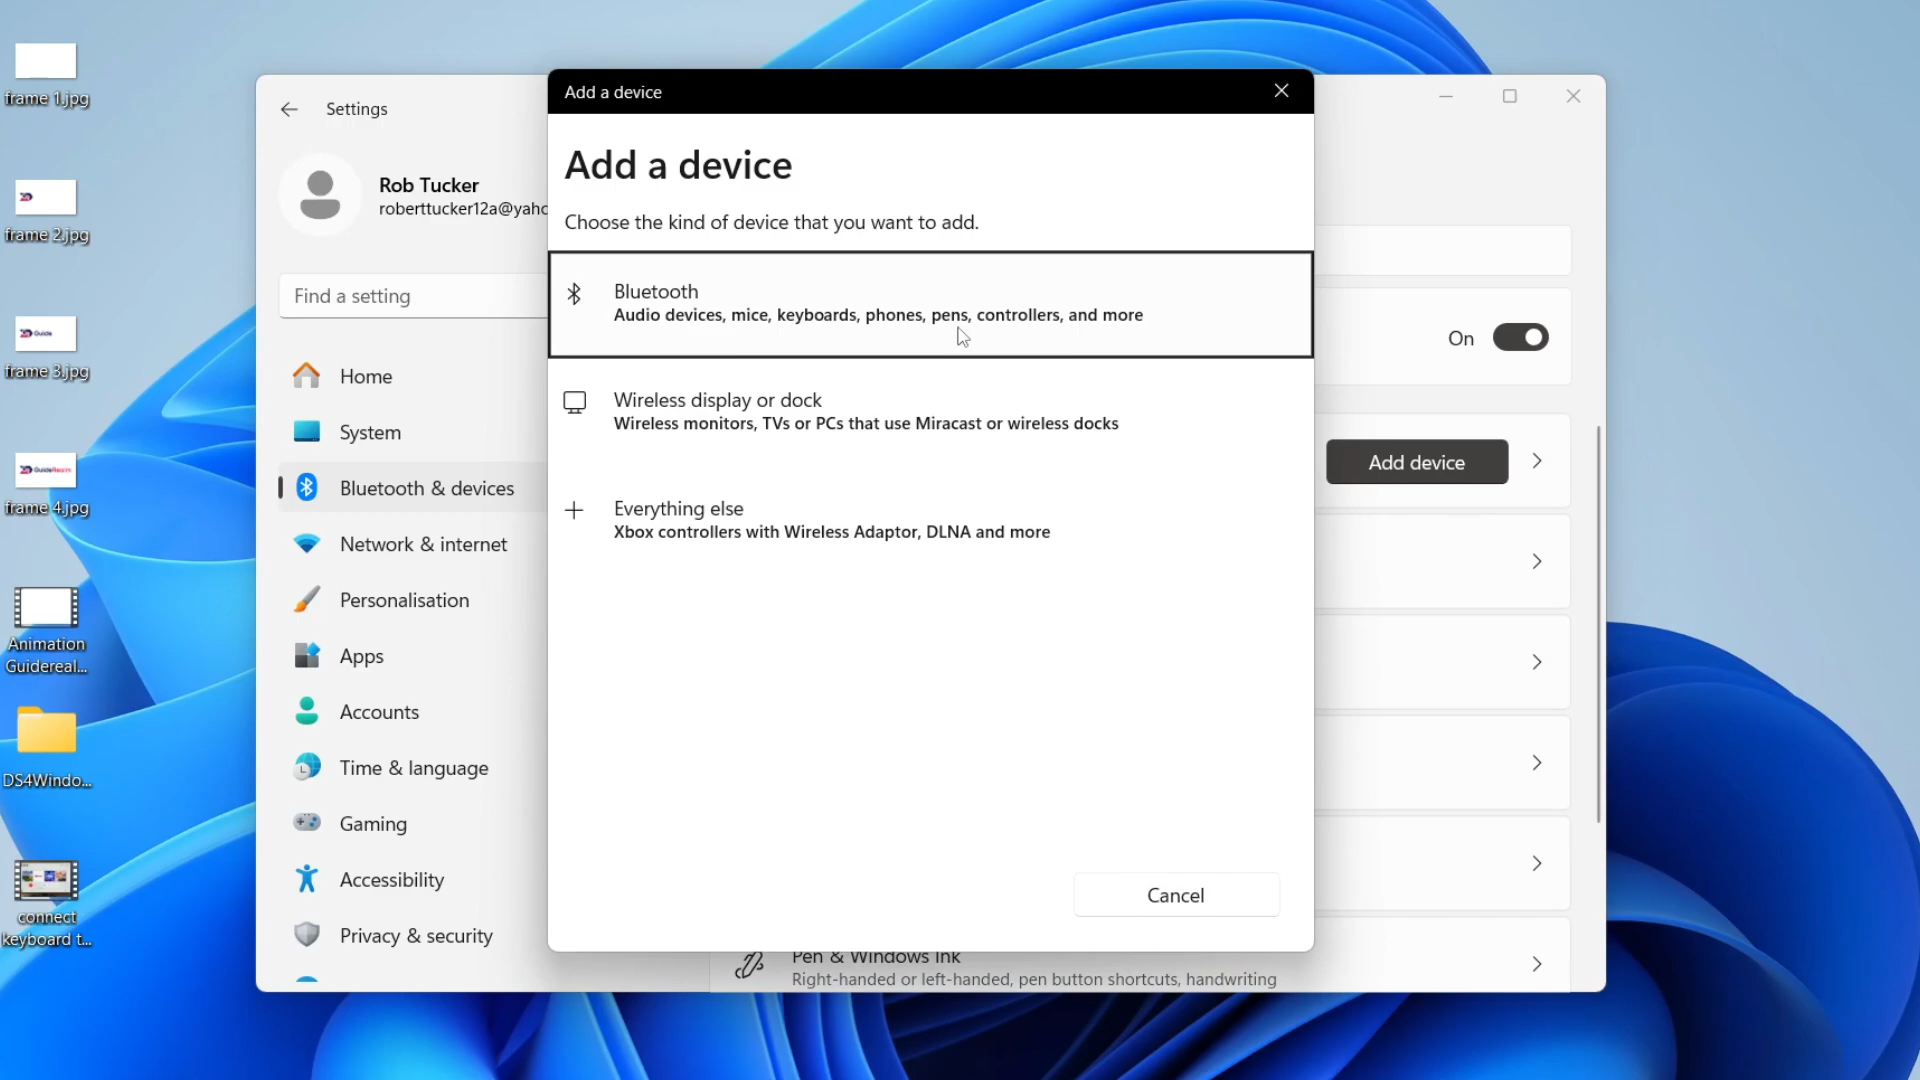 frame 1.jpg
frame 2.jpg
frame 3.jpg
Guide
frame 4.jpg
GuideRealm
Animation
Guidereal...
DS4Windo...
connect
keyboard t...
Settings
Rob Tucker
roberttucker12a@yaho
Find a setting
Home
System
Bluetooth & devices
Network & internet
Personalisation
Apps
Accounts
Time & language
Gaming
Accessibility
Privacy & security
Add a device
Add a device
Choose the kind of device that you want to add.
Bluetooth
Audio devices, mice, keyboards, phones, pens, controllers, and more
Wireless display or dock
Wireless monitors, TVs or PCs that use Miracast or wireless docks
Everything else
Xbox controllers with Wireless Adaptor, DLNA and more
Cancel
On
Add device
Pen & Windows Ink
Right-handed or left-handed, pen button shortcuts, handwriting